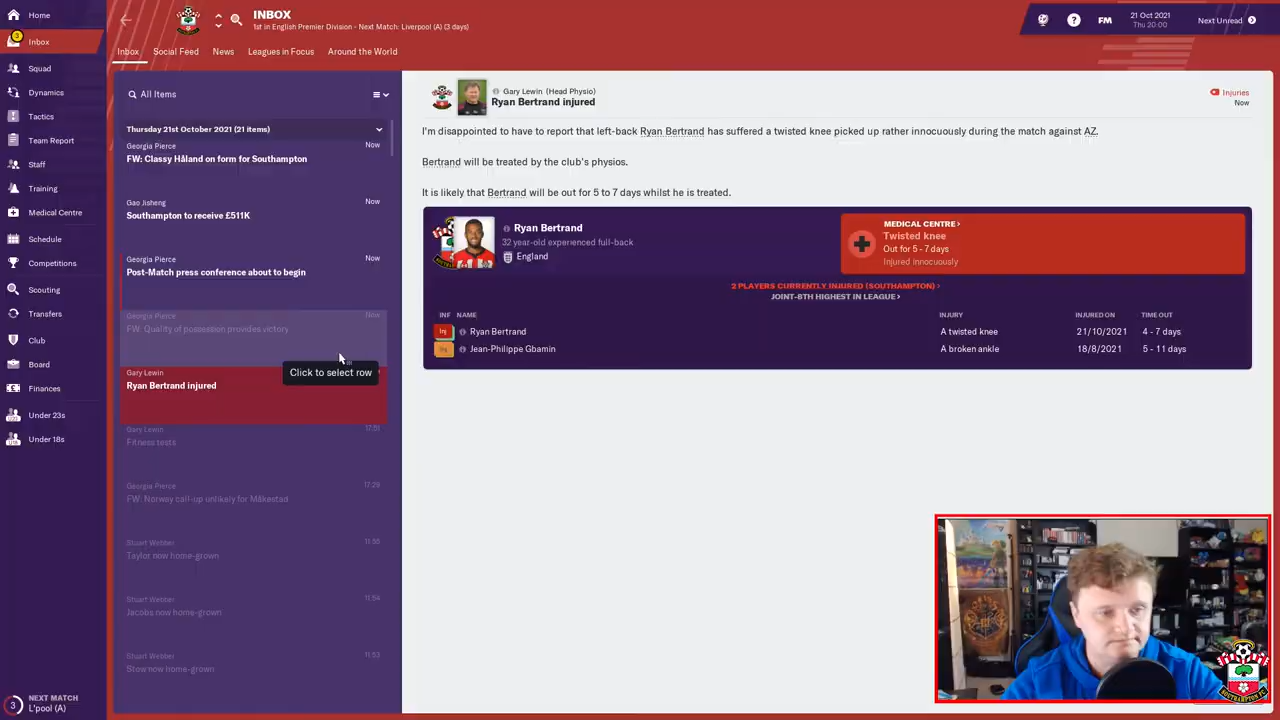 Home
3
Inbox
Squad
Dynamics
Tactics
Team Report
Staff
Training
Medical Centre
Schedule
Competitions
Scouting
Transfers
Club
Board
Finances
Under 23s
Under 18s
3
NEXT MATCH
L'pool (A)
INBOX
1st in English Premier Division - Next Match: Liverpool (A) (3 days)
?
FM
21 Oct 2021
Thu 20:00
Next Unread
Inbox
Social Feed
News
Leagues in Focus
Around the World
All Items
Thursday 21st October 2021 (21 items)
Georgia Pierce
Now
FW: Classy Håland on form for Southampton
Gao Jisheng
Now
Southampton to receive £511K
Georgia Pierce
Now
Post-Match press conference about to begin
Georgia Pierce
Now
FW: Quality of possession provides victory
Click to select row
Gary Lewin
Ryan Bertrand injured
Gary Lewin
17:51
Fitness tests
Georgia Pierce
17:29
FW: Norway call-up unlikely for Måkestad
Stuart Webber
Taylor now home-grown
Stuart Webber
Jacobs now home-grown
Stuart Webber
11:53
Stow now home-grown
Gary Lewin (Head Physio)
Ryan Bertrand injured
Injuries
Now
I'm disappointed to have to report that left-back Ryan Bertrand has suffered a twisted knee picked up rather innocuously during the match against AZ.
Bertrand will be treated by the club's physios.
It is likely that Bertrand will be out for 5 to 7 days whilst he is treated.
Ryan Bertrand
32 year-old experienced full-back
England
MEDICAL CENTRE >
Twisted knee
Out for 5 - 7 days
Injured innocuously
2 PLAYERS CURRENTLY INJURED (SOUTHAMPTON) >
JOINT-8TH HIGHEST IN LEAGUE >
INF NAME INJURY INJURED ON TIME OUT
Inj Ryan Bertrand A twisted knee 21/10/2021 4 - 7 days
Inj Jean-Philippe Gbamin A broken ankle 18/8/2021 5 - 11 days